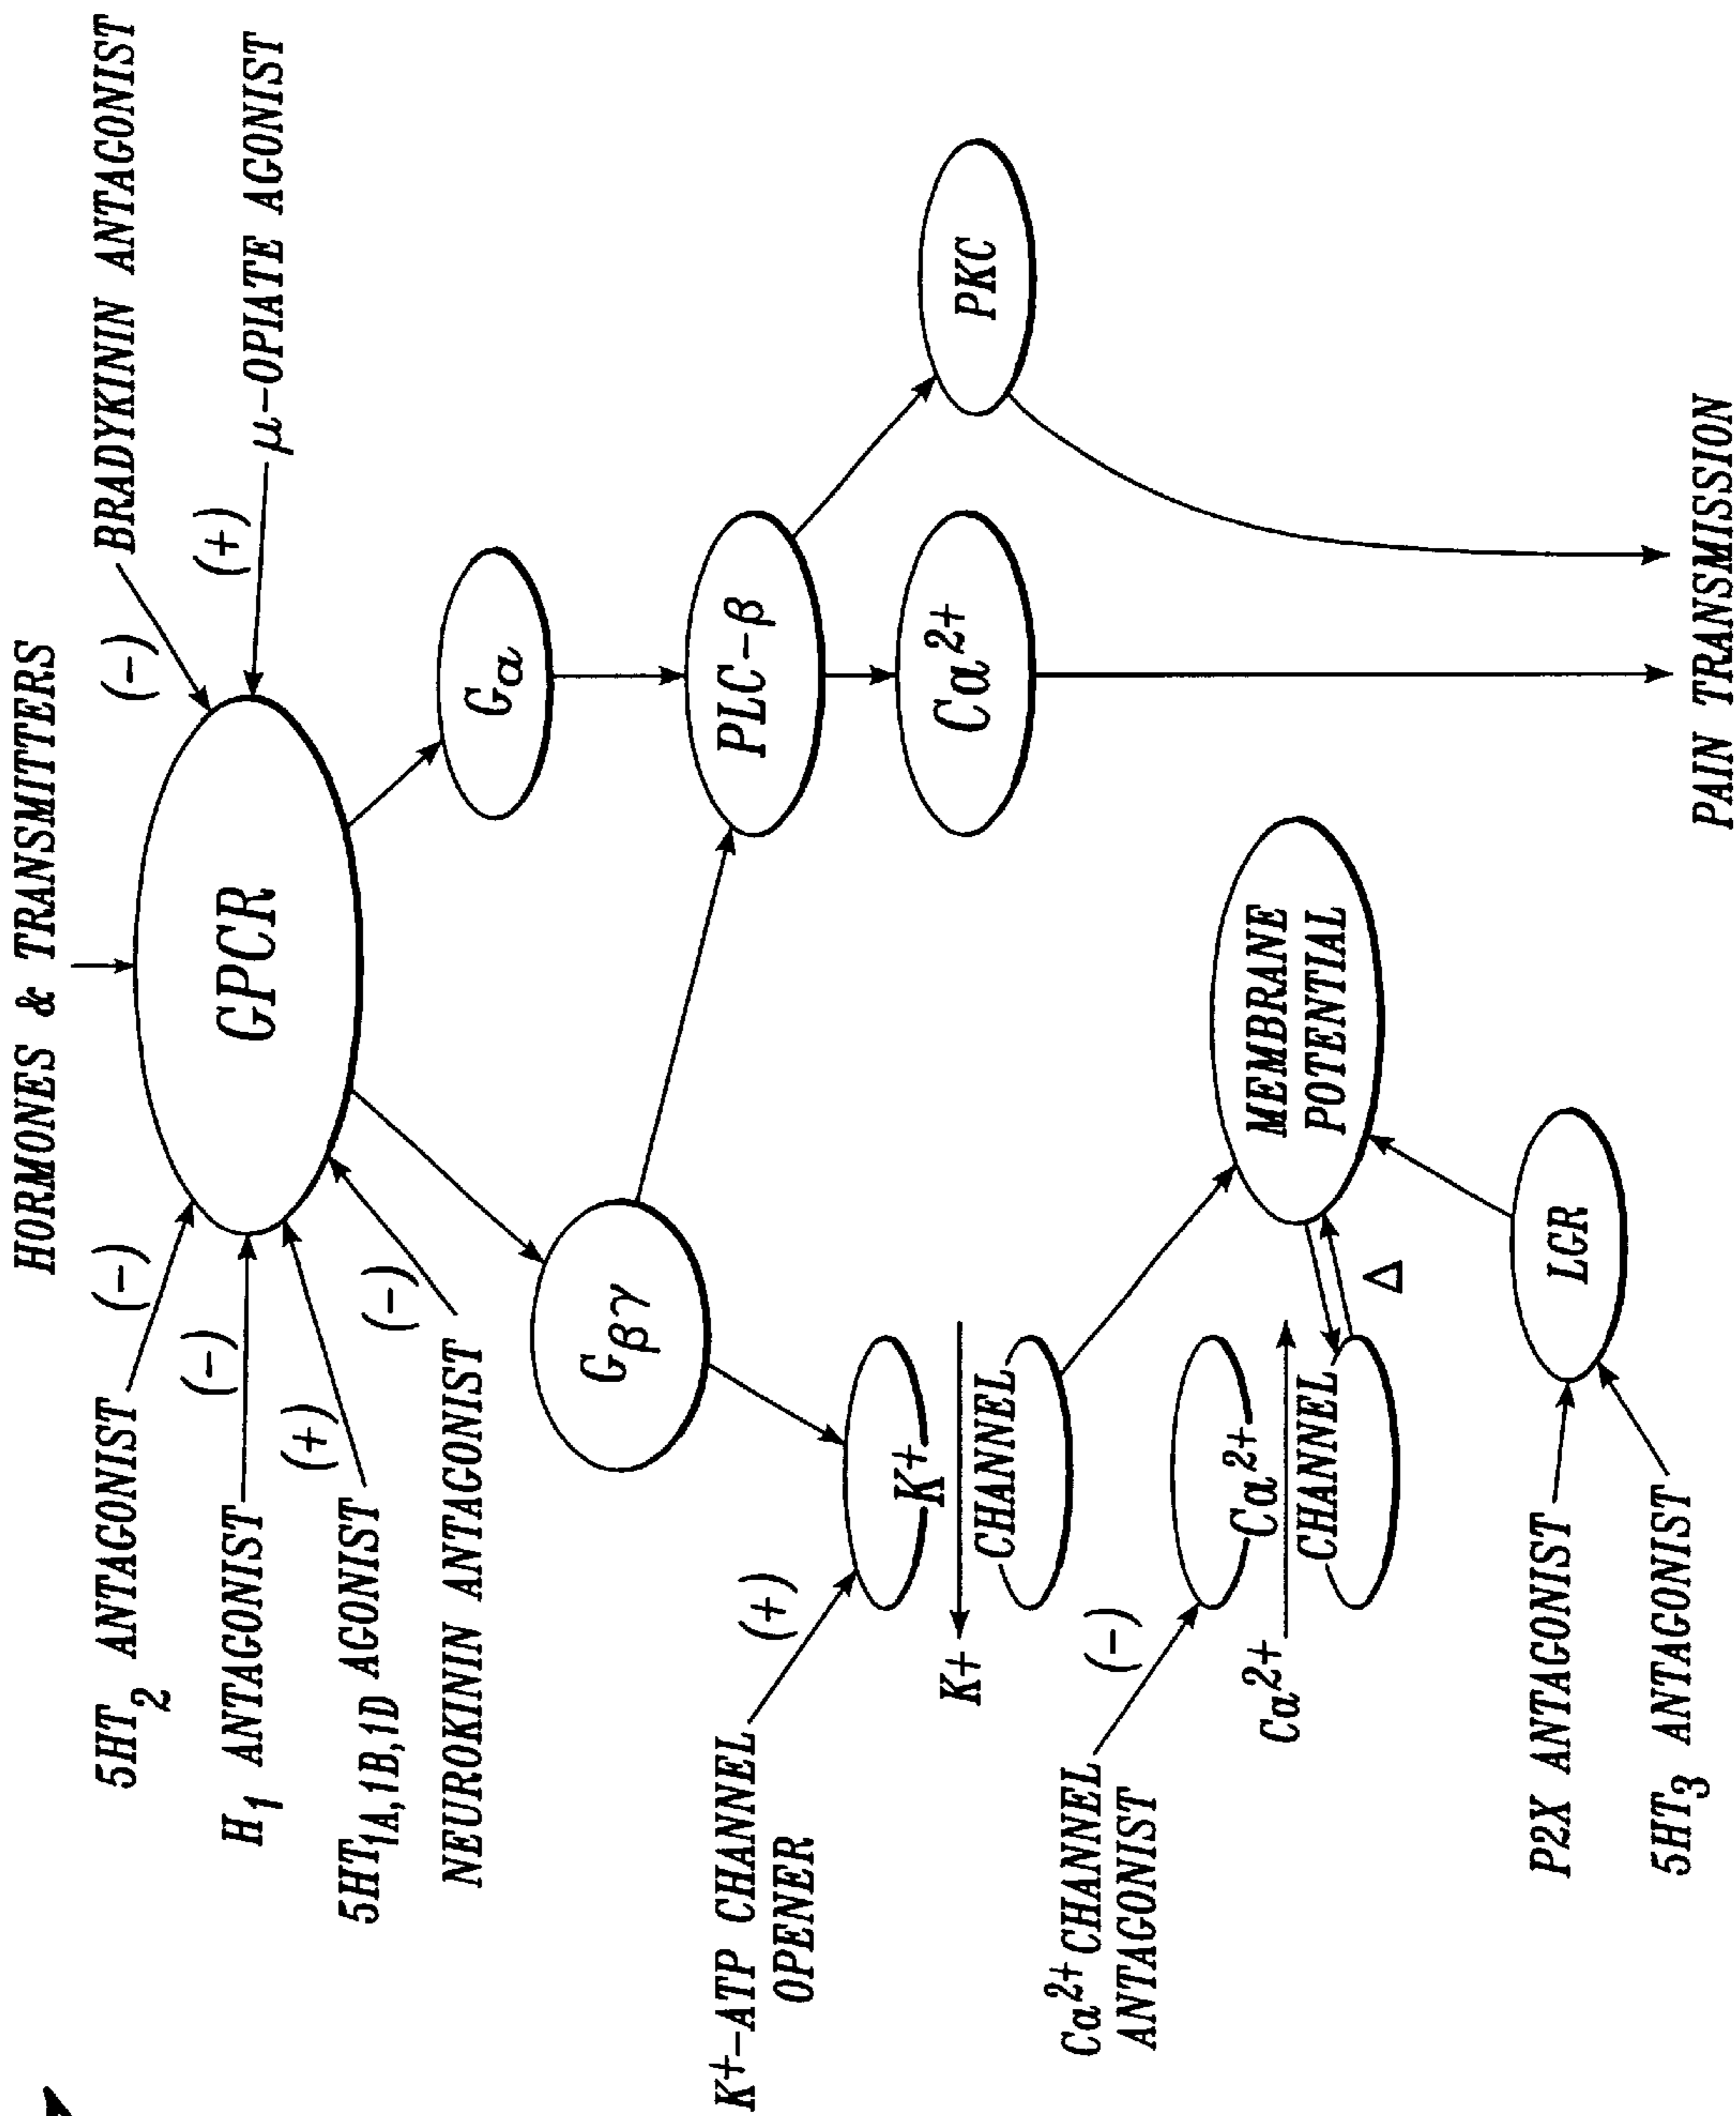 HORMONES & TRANSMITTERS
5HT2 ANTAGONIST
(-)
(-)
BRADYKININ ANTAGONIST
H1 ANTAGONIST
(-)
GPCR
(+)
μ-OPIATE AGONIST
5HT1A,1B,1D AGONIST
(+)
NEUROKININ ANTAGONIST
(-)
Gα
Gβγ
K+-ATP CHANNEL
OPENER
(+)
PLC-β
K+
K+
CHANNEL
Ca2+
PKC
Ca2+ CHANNEL
ANTAGONIST
(-)
Ca2+
Ca2+
CHANNEL
MEMBRANE
POTENTIAL
Δ
P2X ANTAGONIST
LGR
5HT3 ANTAGONIST
PAIN TRANSMISSION